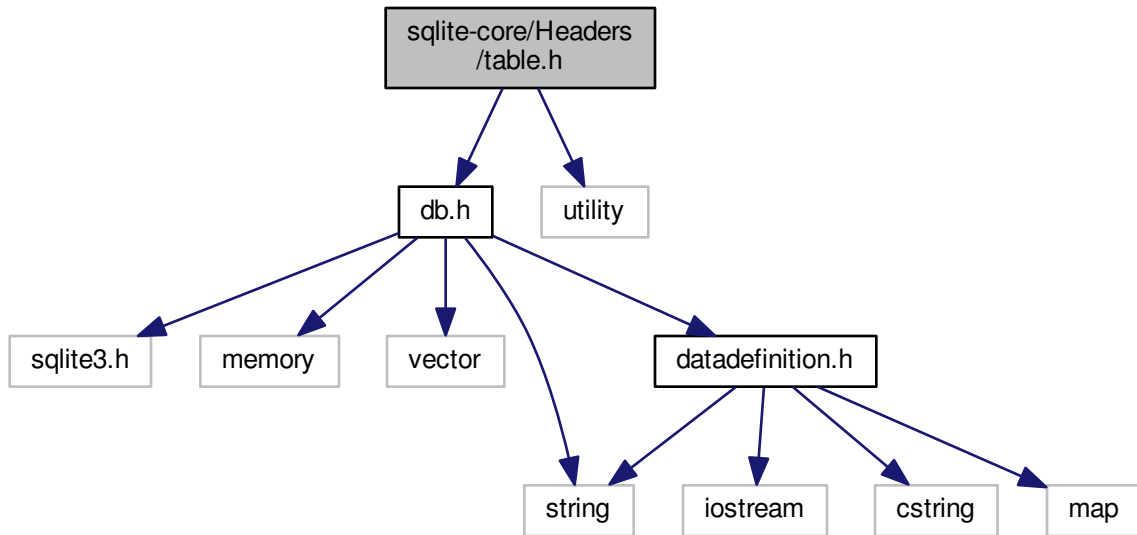 sqlite-core/Headers
/table.h
db.h
utility
sqlite3.h
memory
vector
datadefinition.h
string
iostream
cstring
map